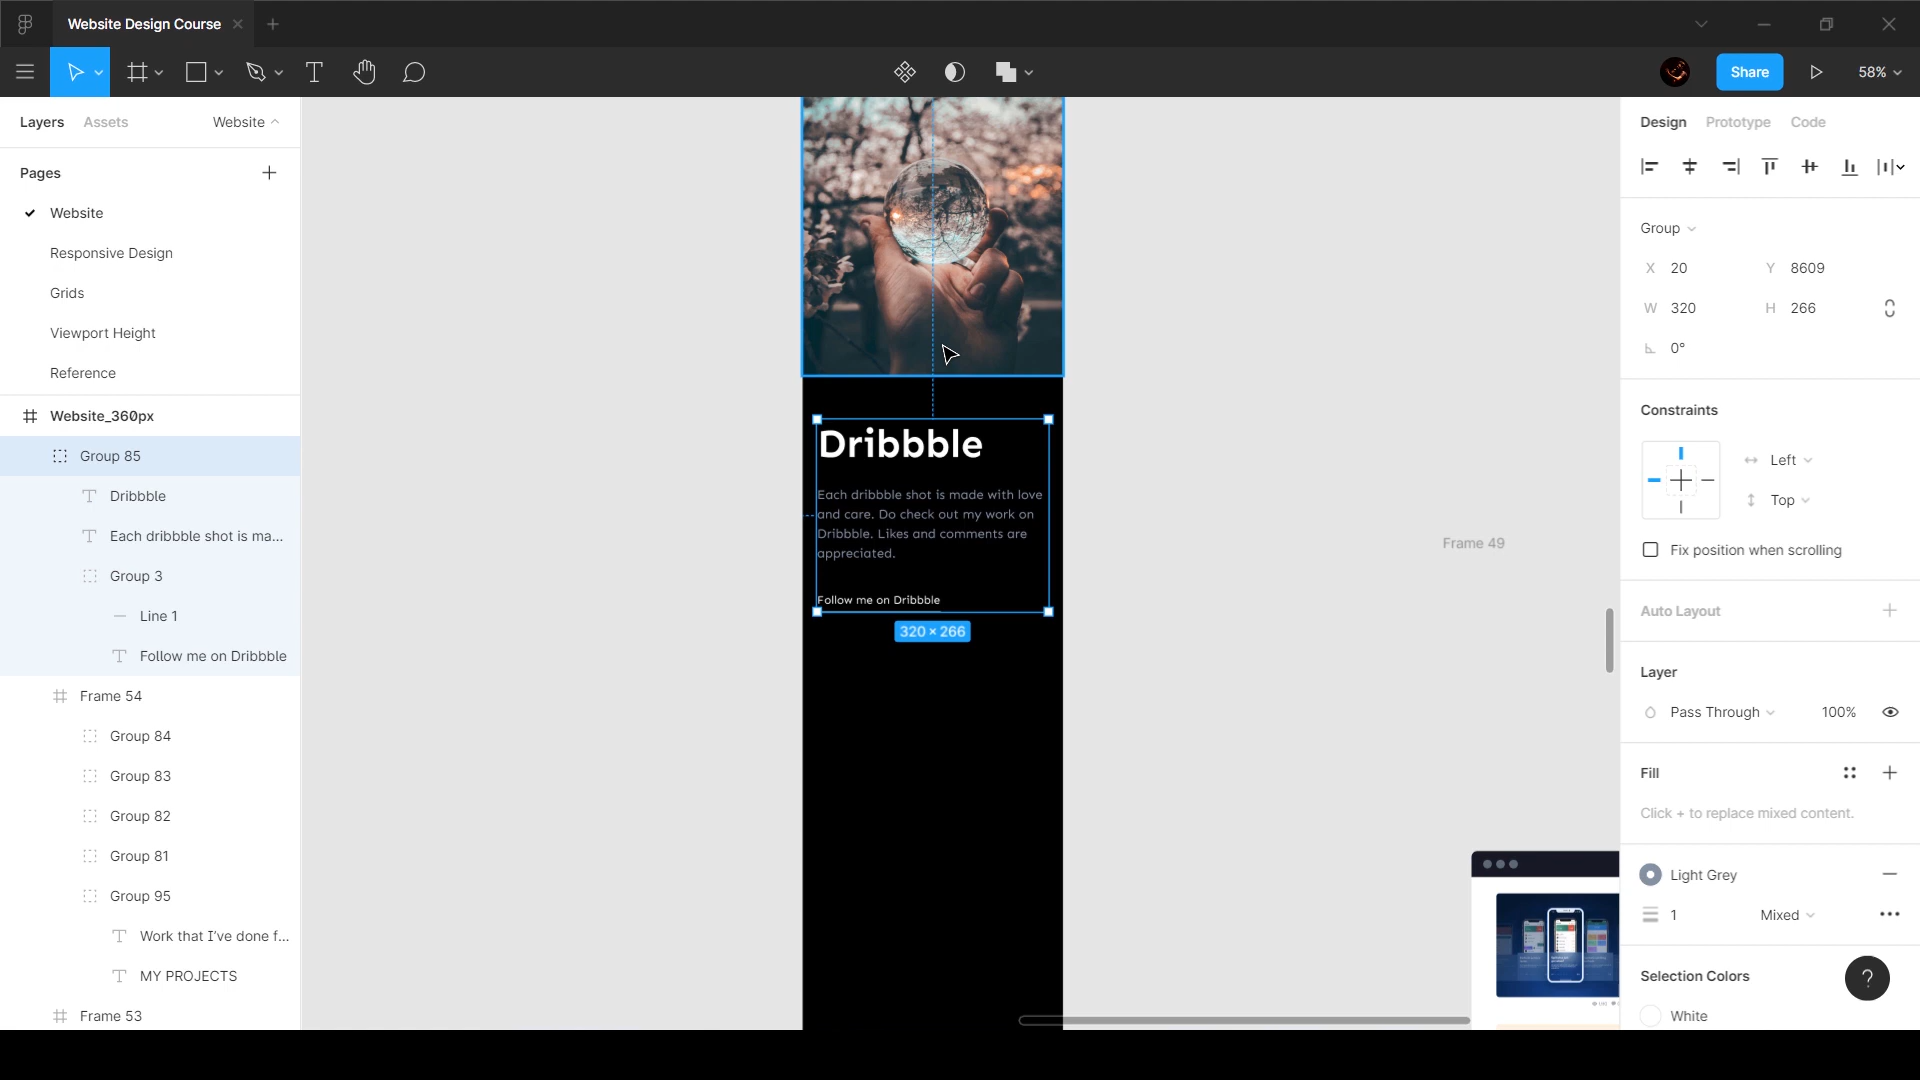 Website Design Course
Share
58%
Layers
Assets
Website
Pages
Website
Responsive Design
Grids
Viewport Height
Reference
Website_360px
Group 85
Dribbble
Each dribbble shot is ma...
Group 3
Line 1
Follow me on Dribbble
Frame 54
Group 84
Group 83
Group 82
Group 81
Group 95
Work that I've done f...
MY PROJECTS
Frame 53
Dribbble
Each dribbble shot is made with love
and care. Do check out my work on
Dribbble. Likes and comments are
appreciated.
Follow me on Dribbble
320 × 266
Frame 49
Design
Prototype
Code
Group
X 20
Y 8609
W 320
H 266
0°
Constraints
Left
Top
Fix position when scrolling
Auto Layout
Layer
Pass Through
100%
Fill
Click + to replace mixed content.
Light Grey
1
Mixed
Selection Colors
?
White